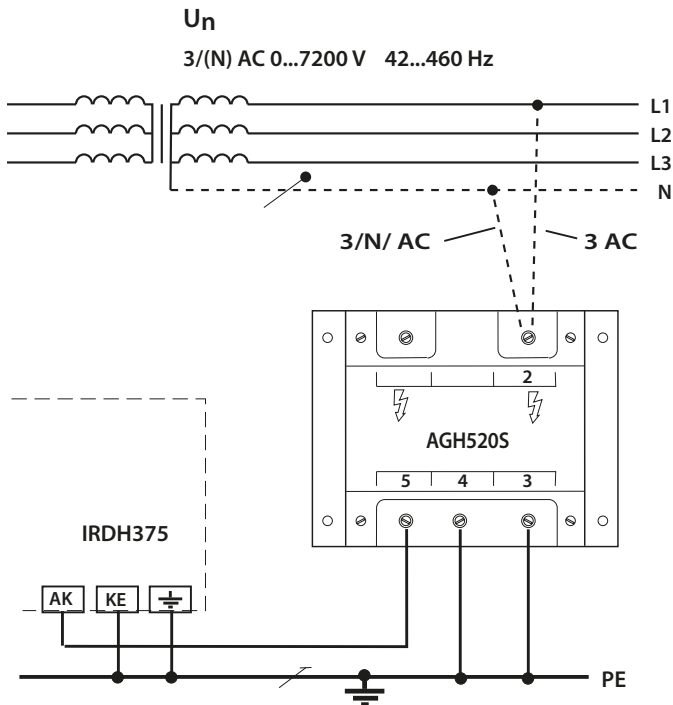 Un
3/(N) AC 0...7200 V 42...460 Hz
L1
L2
L3
N
3/N/ AC
3 AC
2
AGH520S
5 4 3
IRDH375
AK KE
PE